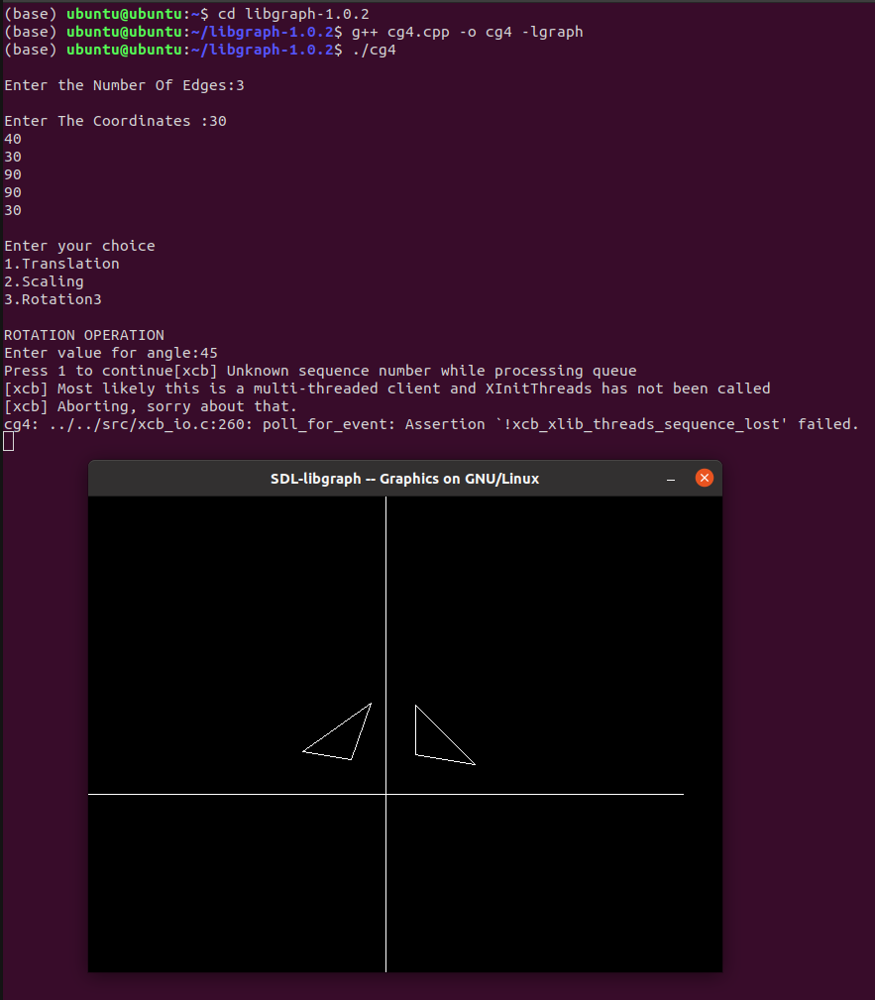 (base) ubuntu@ubuntu:~$ cd libgraph-1.0.2
(base) ubuntu@ubuntu:~/libgraph-1.0.2$ g++ cg4.cpp -o cg4 -lgraph
(base) ubuntu@ubuntu:~/libgraph-1.0.2$ ./cg4
Enter the Number Of Edges:3
Enter The Coordinates :30
40
30
90
90
30
Enter your choice
1.Translation
2.Scaling
3.Rotation3
ROTATION OPERATION
Enter value for angle:45
Press 1 to continue[xcb] Unknown sequence number while processing queue
[xcb] Most likely this is a multi-threaded client and XInitThreads has not been called
[xcb] Aborting, sorry about that.
cg4: ../../src/xcb_io.c:260: poll_for_event: Assertion `!xcb_xlib_threads_sequence_lost' failed.
SDL-libgraph -- Graphics on GNU/Linux